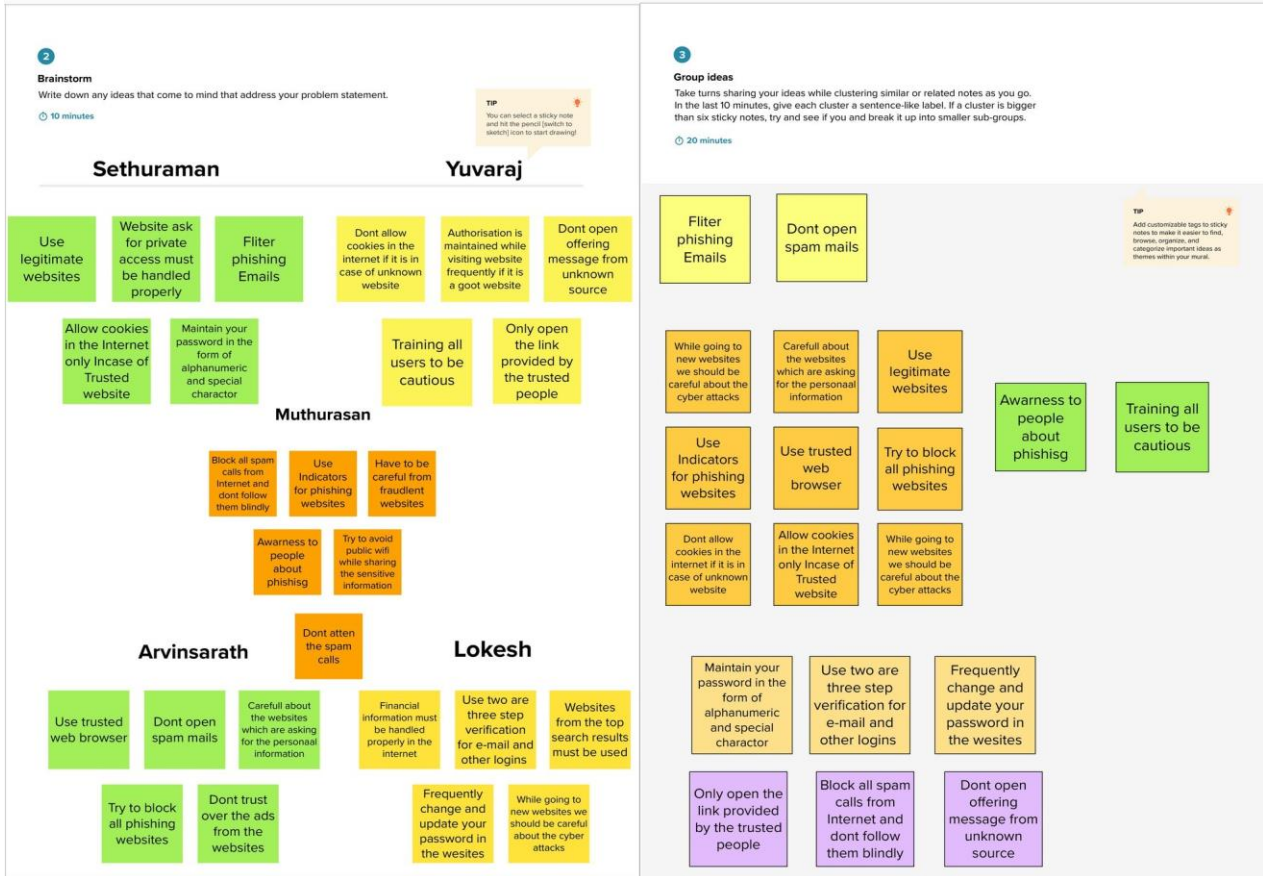 2
Brainstorm
Write down any ideas that come to mind that address your problem statement.
10 minutes
TIP
You can select a sticky note
and hit the pencil [switch to
sketch] icon to start drawing!
Sethuraman
Use
legitimate
websites
Website ask
for private
access must
be handled
properly
Fliter
phishing
Emails
Allow cookies
in the Internet
only Incase of
Trusted
website
Maintain your
password in the
form of
alphanumeric
and special
charactor
Yuvaraj
Dont allow
cookies in the
internet if it is in
case of unknown
website
Authorisation is
maintained while
visiting website
frequently if it is
a goot website
Dont open
offering
message from
unknown
source
Training all
users to be
cautious
Only open
the link
provided by
the trusted
people
Muthurasan
Block all spam
calls from
Internet and
dont follow
them blindly
Use
Indicators
for phishing
websites
Have to be
careful from
fraudlent
websites
Awarness to
people
about
phishisg
Try to avoid
public wifi
while sharing
the sensitive
information
Dont atten
the spam
calls
Arvinsarath
Use trusted
web browser
Dont open
spam mails
Carefull about
the websites
which are asking
for the personaal
information
Try to block
all phishing
websites
Dont trust
over the ads
from the
websites
Lokesh
Financial
information must
be handled
properly in the
internet
Use two are
three step
verification
for e-mail and
other logins
Websites
from the top
search results
must be used
Frequently
change and
update your
password in
the wesites
While going to
new websites we
should be careful
about the cyber
attacks
3
Group ideas
Take turns sharing your ideas while clustering similar or related notes as you go.
In the last 10 minutes, give each cluster a sentence-like label. If a cluster is bigger
than six sticky notes, try and see if you and break it up into smaller sub-groups.
20 minutes
TIP
Add customizable tags to sticky
notes to make it easier to find,
browse, organize, and
categorize important ideas as
themes within your mural.
Fliter
phishing
Emails
Dont open
spam mails
While going to
new websites
we should be
careful about the
cyber attacks
Carefull about
the websites
which are asking
for the personaal
information
Use
legitimate
websites
Use
Indicators
for phishing
websites
Use trusted
web
browser
Try to block
all phishing
websites
Dont allow
cookies in the
internet if it is in
case of unknown
website
Allow cookies
in the Internet
only Incase of
Trusted
website
While going to
new websites
we should be
careful about the
cyber attacks
Awarness to
people
about
phishisg
Training all
users to be
cautious
Maintain your
password in the
form of
alphanumeric
and special
charactor
Use two are
three step
verification
for e-mail and
other logins
Frequently
change and
update your
password in
the wesites
Only open the
link provided
by the trusted
people
Block all spam
calls from
Internet and
dont follow
them blindly
Dont open
offering
message from
unknown
source